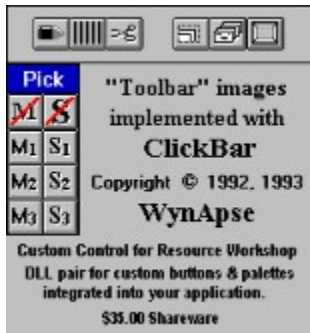 Pick
M S
M1 S1
M2 S2
M3 S3
"Toolbar" images
implemented with
ClickBar
Copyright © 1992, 1993
WynApse
Custom Control for Resource Workshop
DLL pair for custom buttons & palettes
integrated into your application.
$35.00 Shareware